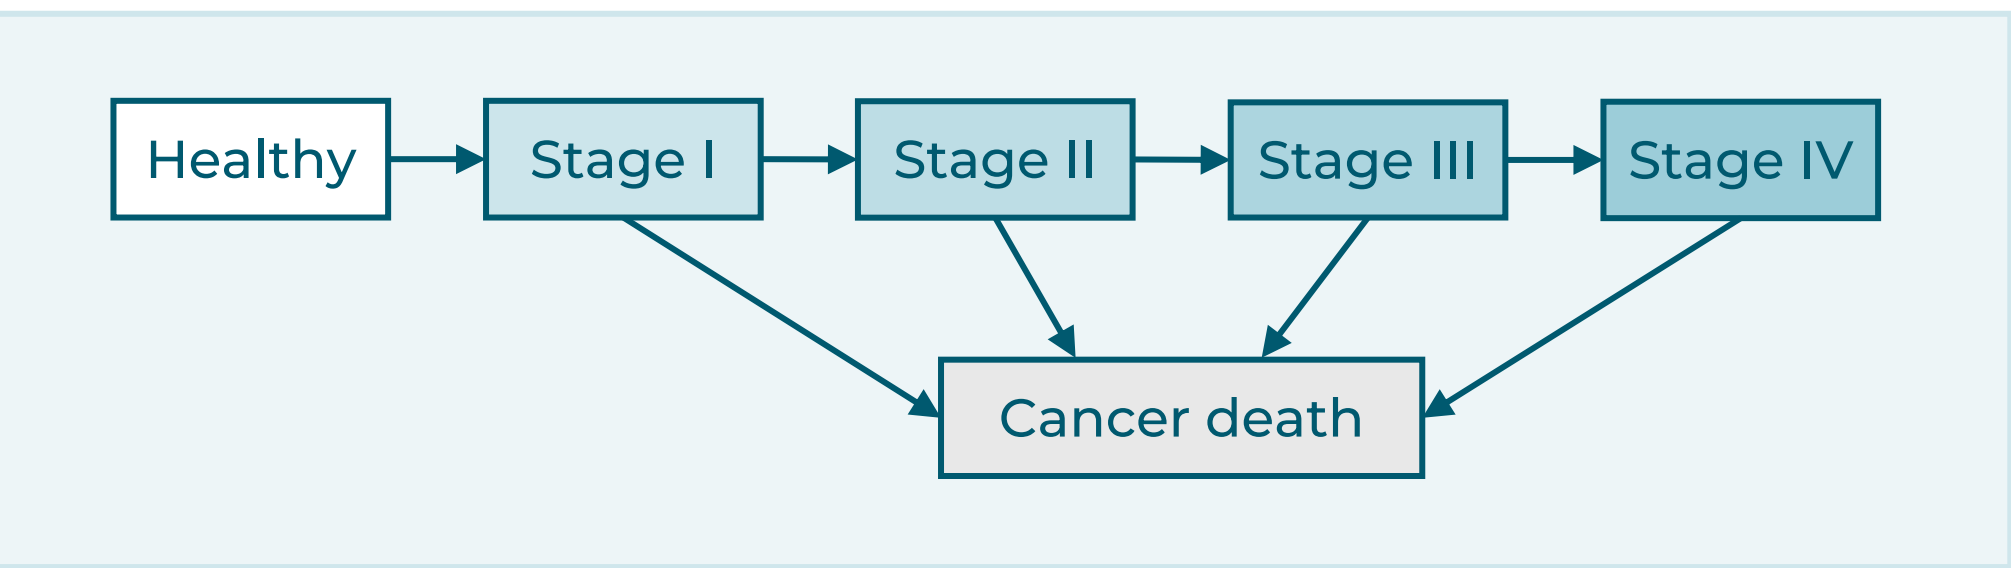 Healthy
Stage I
Stage II
Stage III
Stage IV
Cancer death